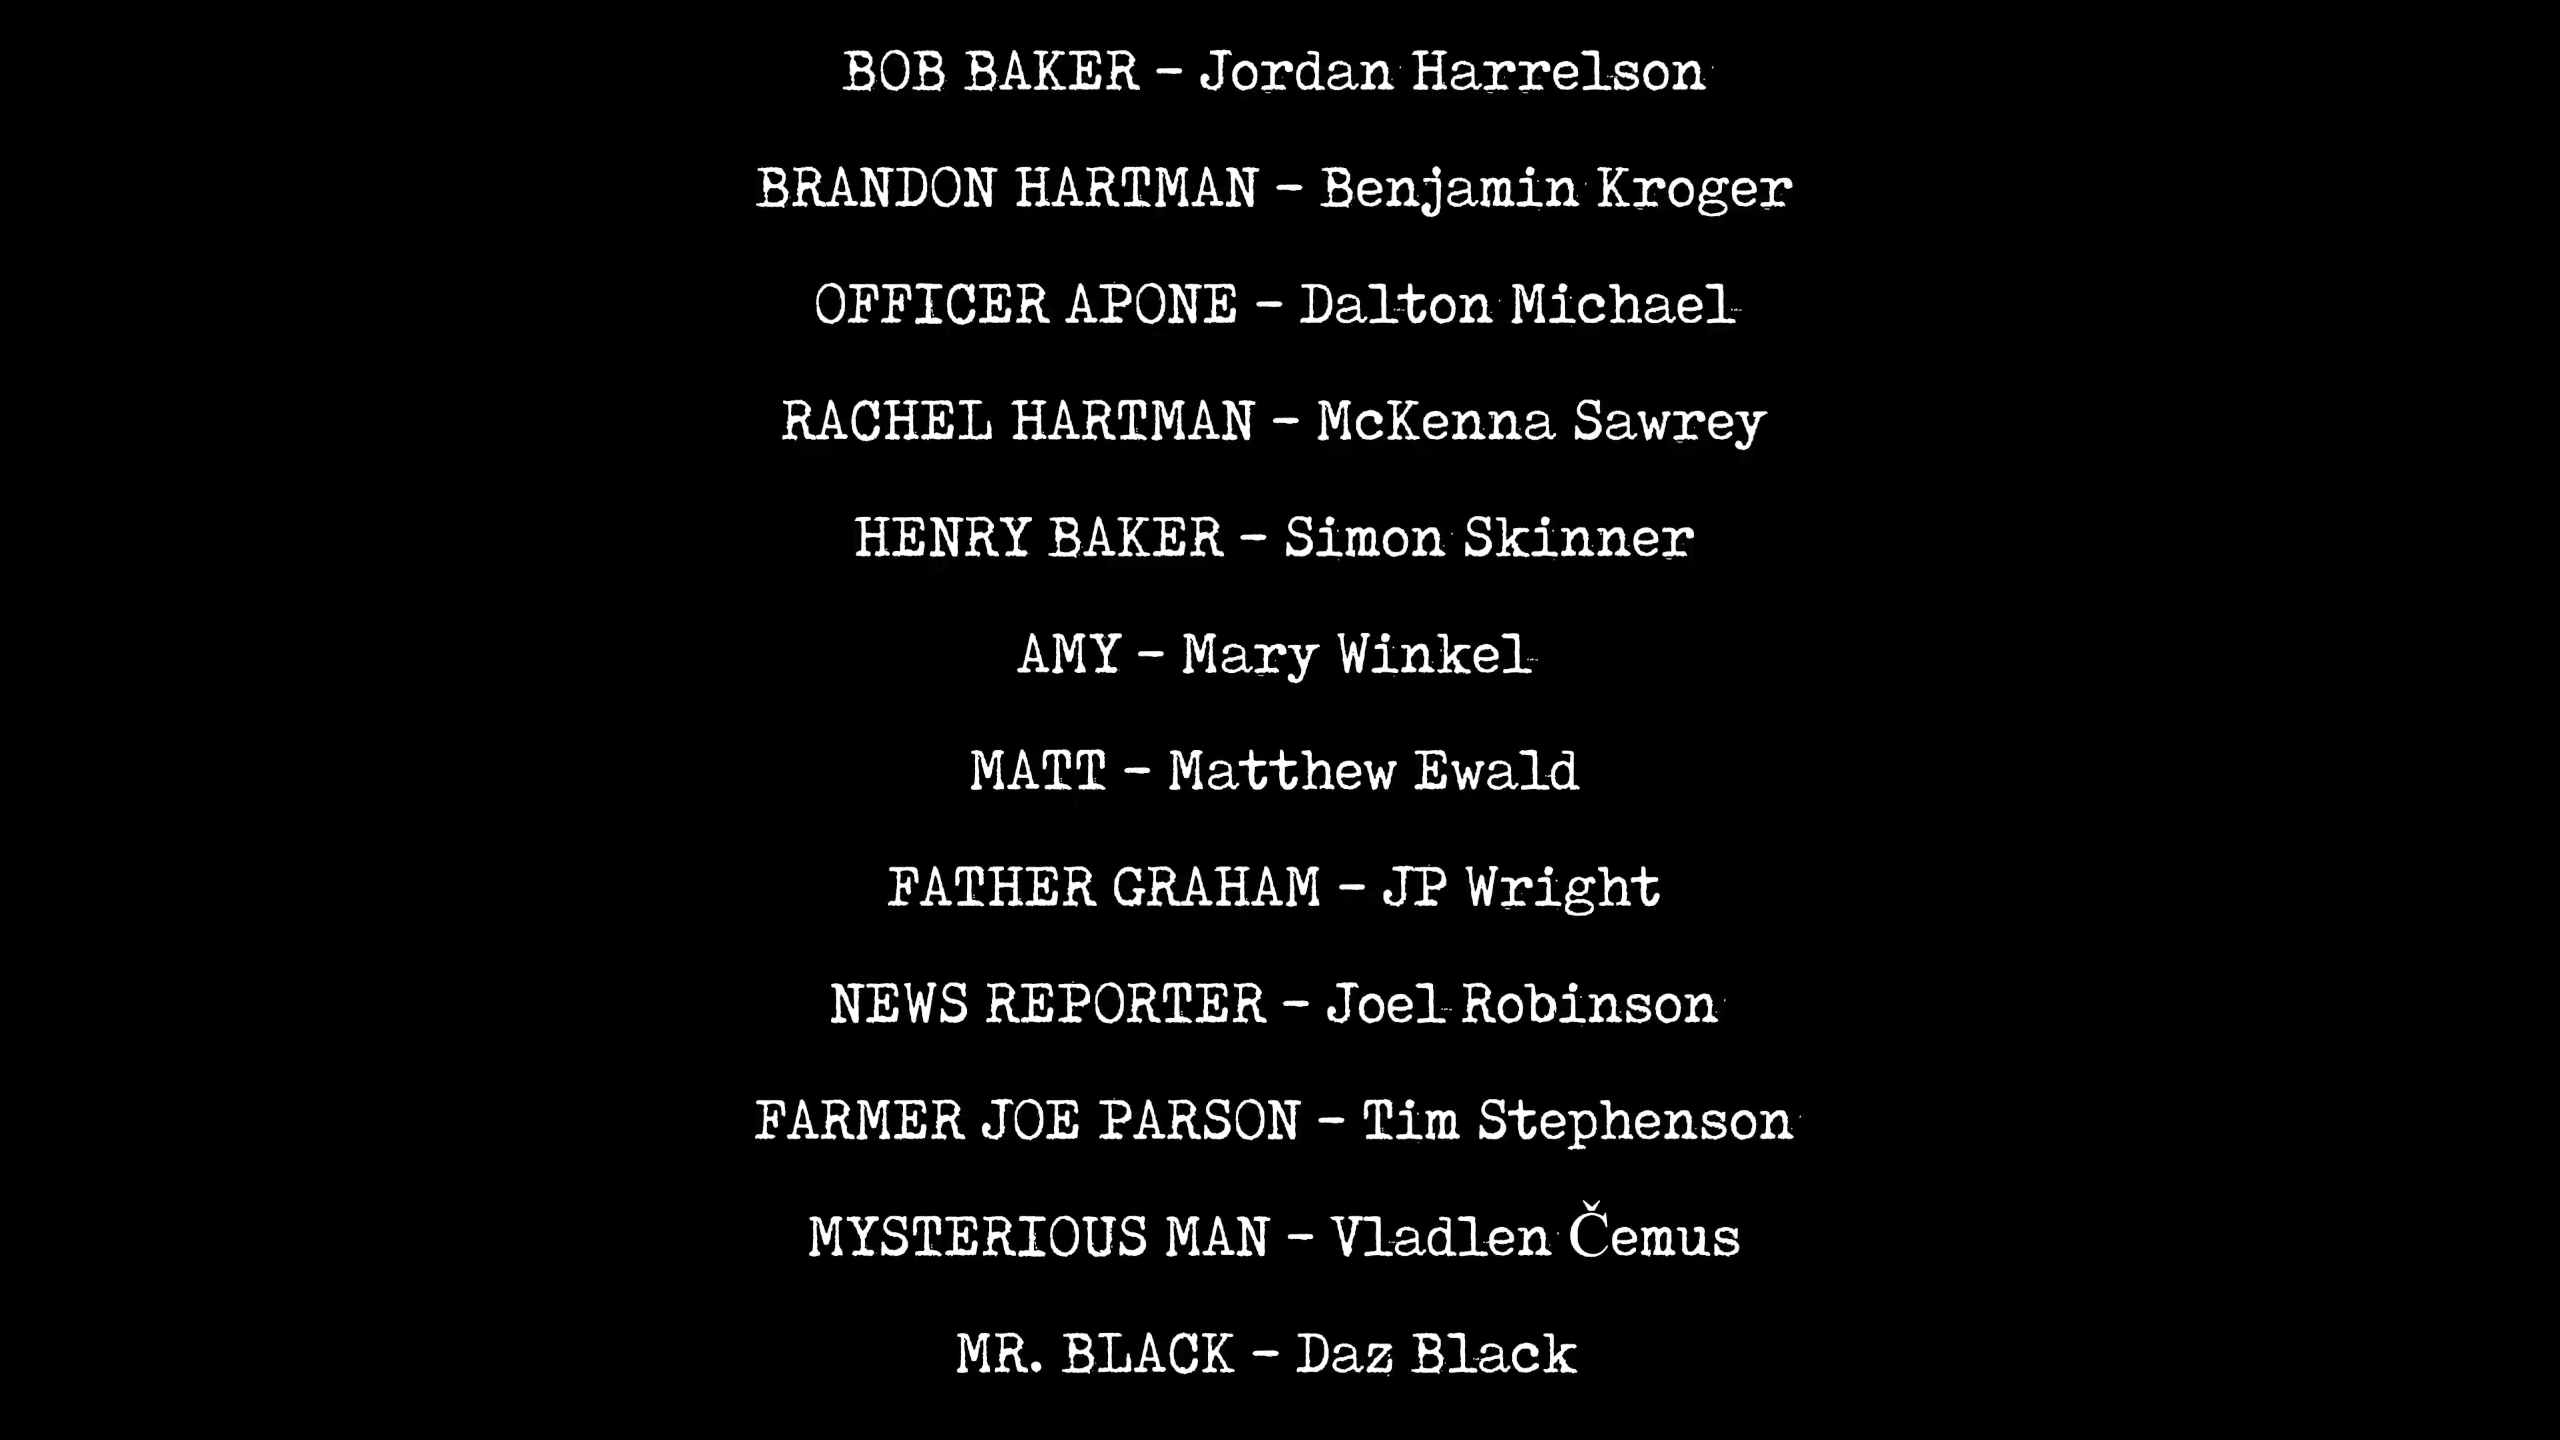 BOB BAKER – Jordan Harrelson
BRANDON HARTMAN – Benjamin Kroger
OFFICER APONE – Dalton Michael
RACHEL HARTMAN – McKenna Sawrey
HENRY BAKER – Simon Skinner
AMY – Mary Winkel
MATT – Matthew Ewald
FATHER GRAHAM – JP Wright
NEWS REPORTER – Joel Robinson
FARMER JOE PARSON – Tim Stephenson
MYSTERIOUS MAN – Vladlen Čemus
MR. BLACK – Daz Black